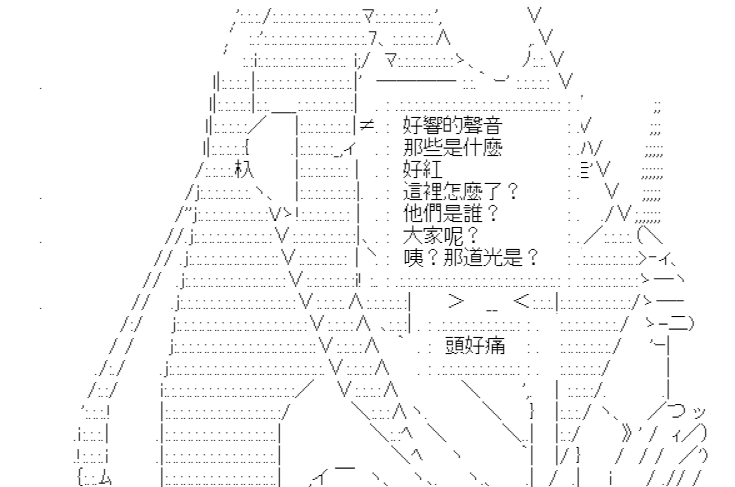 好響的聲音
那些是什麼
好紅
這裡怎麼了？
他們是誰？
大家呢？
咦？那道光是？
頭好痛